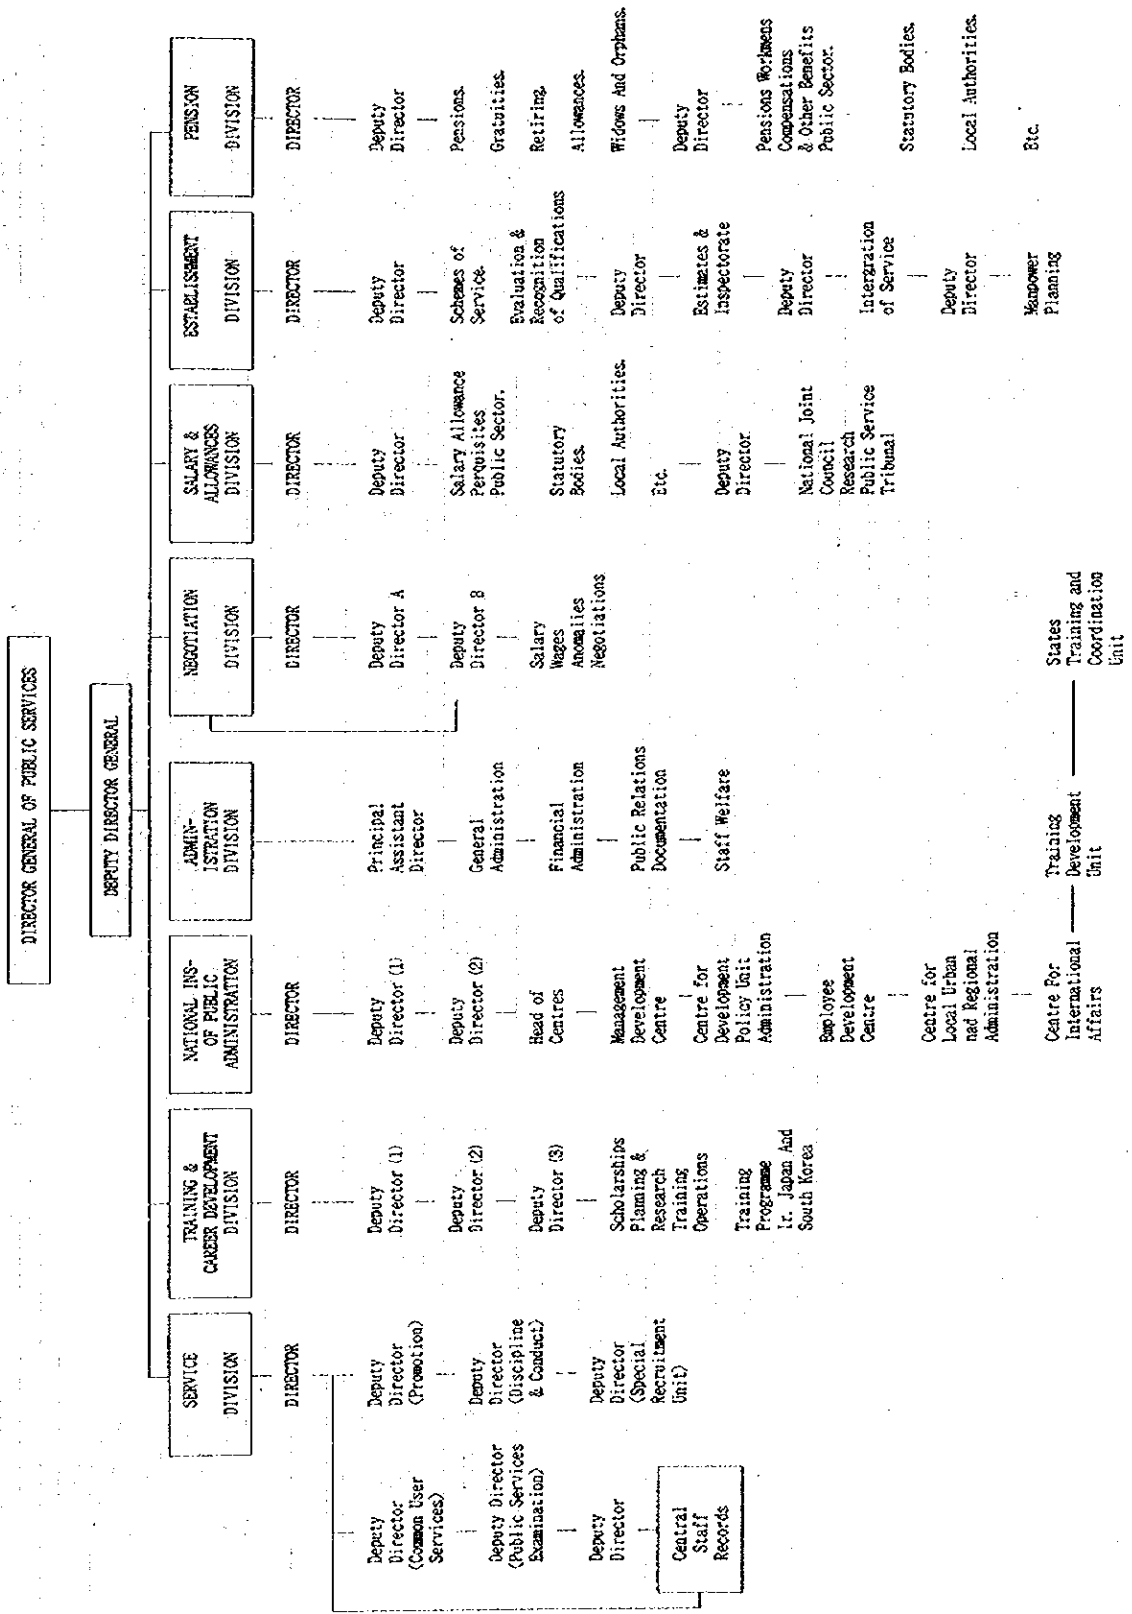 DIRECTOR GENERAL OF PUBLIC SERVICES
DEPUTY DIRECTOR GENERAL
SERVICE
DIVISION
DIRECTOR
Deputy
Director
(Common User
Services)
Deputy Director
(Public Services
Examination)
Deputy
Director
Central
Staff
Records
Deputy
Director
(Promotion)
Deputy
Director
(Discipline
& Conduct)
Deputy
Director
(Special
Recruitment
Unit)
TRAINING &
CAREER DEVELOPMENT
DIVISION
DIRECTOR
Deputy
Director (1)
Deputy
Director (2)
Deputy
Director (3)
Scholarships
Planning &
Research
Training
Operations
Training
Programme
Ir. Japan And
South Korea
NATIONAL INS-
OF PUBLIC
ADMINISTRATION
DIRECTOR
Deputy
Director (1)
Deputy
Director (2)
Head of
Centres
Management
Development
Centre
Centre for
Development
Policy Unit
Administration
Employee
Development
Centre
Centre for
Local Urban
nad Regional
Administration
Centre For
International
Affairs
Training
Development
Unit
States
Training and
Coordination
Unit
ADMIN-
ISTRATION
DIVISION
Principal
Assistant
Director
General
Administration
Financial
Administration
Public Relations
Documentation
Staff Welfare
NEGOTIATION
DIVISION
DIRECTOR
Deputy
Director A
Deputy
Director B
Salary
Wages
Anomalies
Negotiations
SALARY &
ALLOWANCES
DIVISION
DIRECTOR
Deputy
Director
Salary Allowance
Perquisites
Public Sector.
Statutory
Bodies.
Local Authorities.
Etc.
Deputy
Director
National Joint
Council
Research
Public Service
Tribunal
ESTABLISHMENT
DIVISION
DIRECTOR
Deputy
Director
Schemes of
Service.
Evaluation &
Recognition
of Qualifications
Deputy
Director
Estimates &
Inspectorate
Deputy
Director
Intergration
of Service
Deputy
Director
Manpower
Planning
PENSION
DIVISION
DIRECTOR
Deputy
Director
Pensions.
Gratuities.
Retiring.
Allowances.
Widows And Orphans.
Deputy
Director
Pensions Workmens
Compensations
& Other Benefits
Public Sector.
Statutory Bodies.
Local Authorities.
Etc.